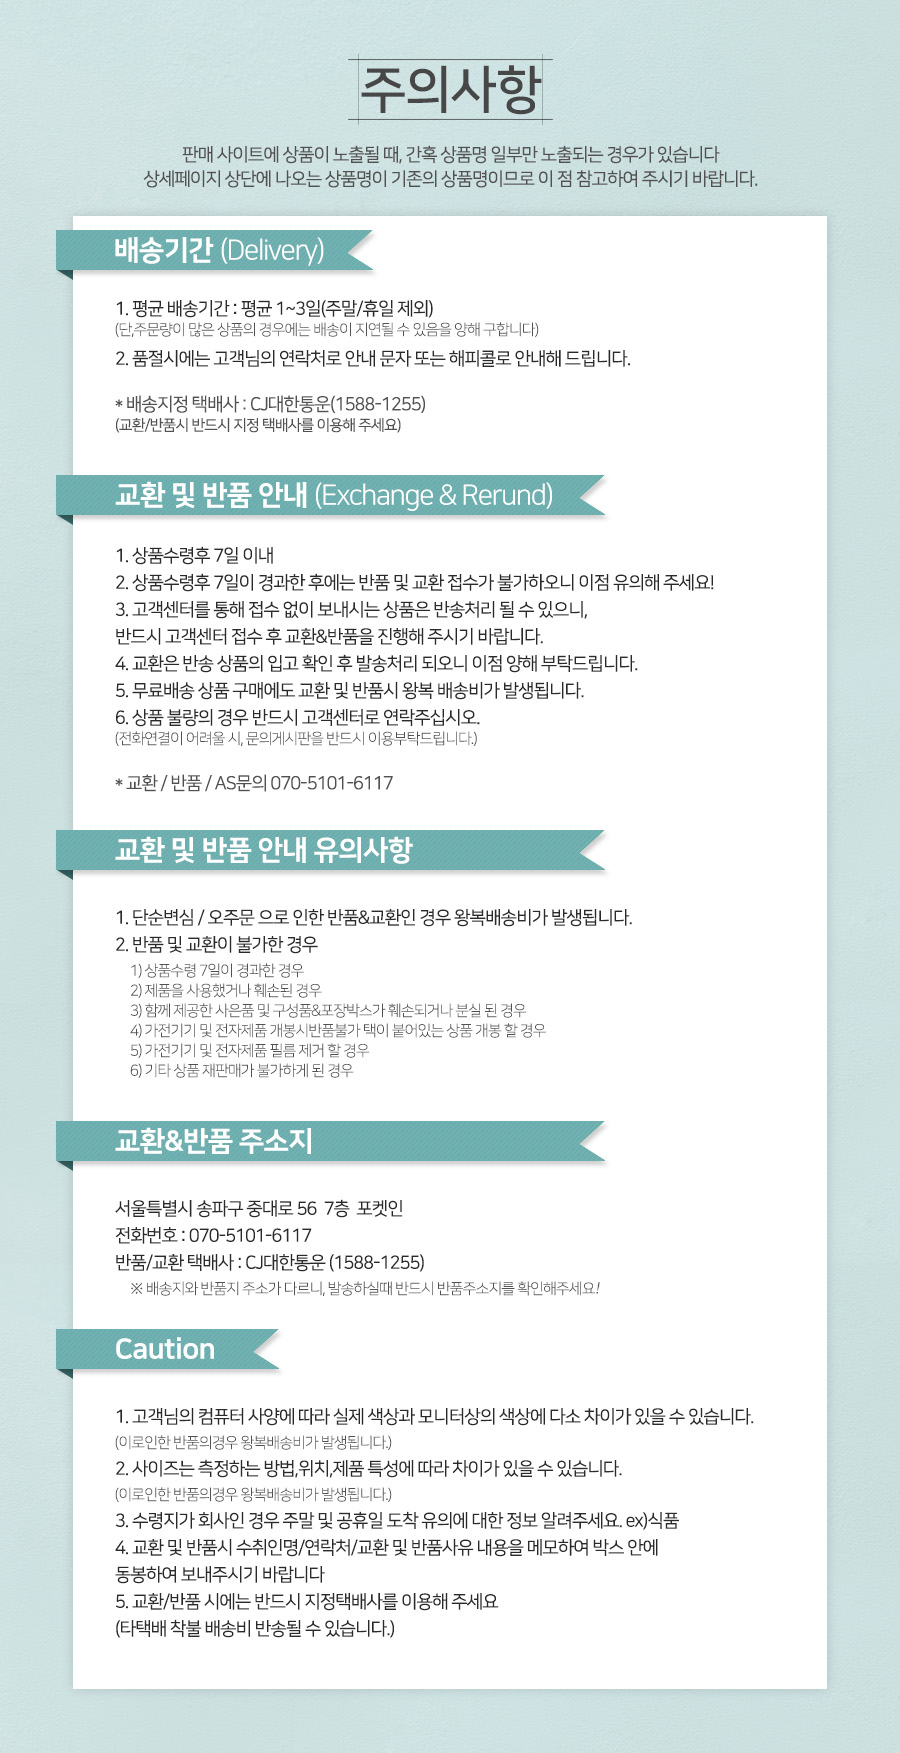 주의사항
판매 사이트에 상품이 노출될 때, 간혹 상품명 일부만 노출되는 경우가 있습니다
상세페이지 상단에 나오는 상품명이 기존의 상품명이므로 이 점 참고하여 주시기 바랍니다.
배송기간 (Delivery)
1. 평균 배송기간 : 평균 1~3일(주말/휴일 제외)
(단,주문량이 많은 상품의 경우에는 배송이 지연될 수 있음을 양해 구합니다)
2. 품절시에는 고객님의 연락처로 안내 문자 또는 해피콜로 안내해 드립니다.
* 배송지정 택배사 : CJ대한통운(1588-1255)
(교환/반품시 반드시 지정 택배사를 이용해 주세요)
교환 및 반품 안내 (Exchange & Rerund)
1. 상품수령후 7일 이내
2. 상품수령후 7일이 경과한 후에는 반품 및 교환 접수가 불가하오니 이점 유의해 주세요!
3. 고객센터를 통해 접수 없이 보내시는 상품은 반송처리 될 수 있으니,
반드시 고객센터 접수 후 교환&반품을 진행해 주시기 바랍니다.
4. 교환은 반송 상품의 입고 확인 후 발송처리 되오니 이점 양해 부탁드립니다.
5. 무료배송 상품 구매에도 교환 및 반품시 왕복 배송비가 발생됩니다.
6. 상품 불량의 경우 반드시 고객센터로 연락주십시오.
(전화연결이 어려울 시, 문의게시판을 반드시 이용부탁드립니다.)
* 교환 / 반품 / AS문의 070-5101-6117
교환 및 반품 안내 유의사항
1. 단순변심 / 오주문 으로 인한 반품&교환인 경우 왕복배송비가 발생됩니다.
2. 반품 및 교환이 불가한 경우
1) 상품수령 7일이 경과한 경우
2) 제품을 사용했거나 훼손된 경우
3) 함께 제공한 사은품 및 구성품&포장박스가 훼손되거나 분실 된 경우
4) 가전기기 및 전자제품 개봉시반품불가 택이 붙어있는 상품 개봉 할 경우
5) 가전기기 및 전자제품 필름 제거 할 경우
6) 기타 상품 재판매가 불가하게 된 경우
교환&반품 주소지
서울특별시 송파구 중대로 56 7층 포켓인
전화번호 : 070-5101-6117
반품/교환 택배사 : CJ대한통운 (1588-1255)
※ 배송지와 반품지 주소가 다르니, 발송하실때 반드시 반품주소지를 확인해주세요!
Caution
1. 고객님의 컴퓨터 사양에 따라 실제 색상과 모니터상의 색상에 다소 차이가 있을 수 있습니다.
(이로인한 반품의경우 왕복배송비가 발생됩니다.)
2. 사이즈는 측정하는 방법,위치,제품 특성에 따라 차이가 있을 수 있습니다.
(이로인한 반품의경우 왕복배송비가 발생됩니다.)
3. 수령지가 회사인 경우 주말 및 공휴일 도착 유의에 대한 정보 알려주세요. ex)식품
4. 교환 및 반품시 수취인명/연락처/교환 및 반품사유 내용을 메모하여 박스 안에
동봉하여 보내주시기 바랍니다
5. 교환/반품 시에는 반드시 지정택배사를 이용해 주세요
(타택배 착불 배송비 반송될 수 있습니다.)